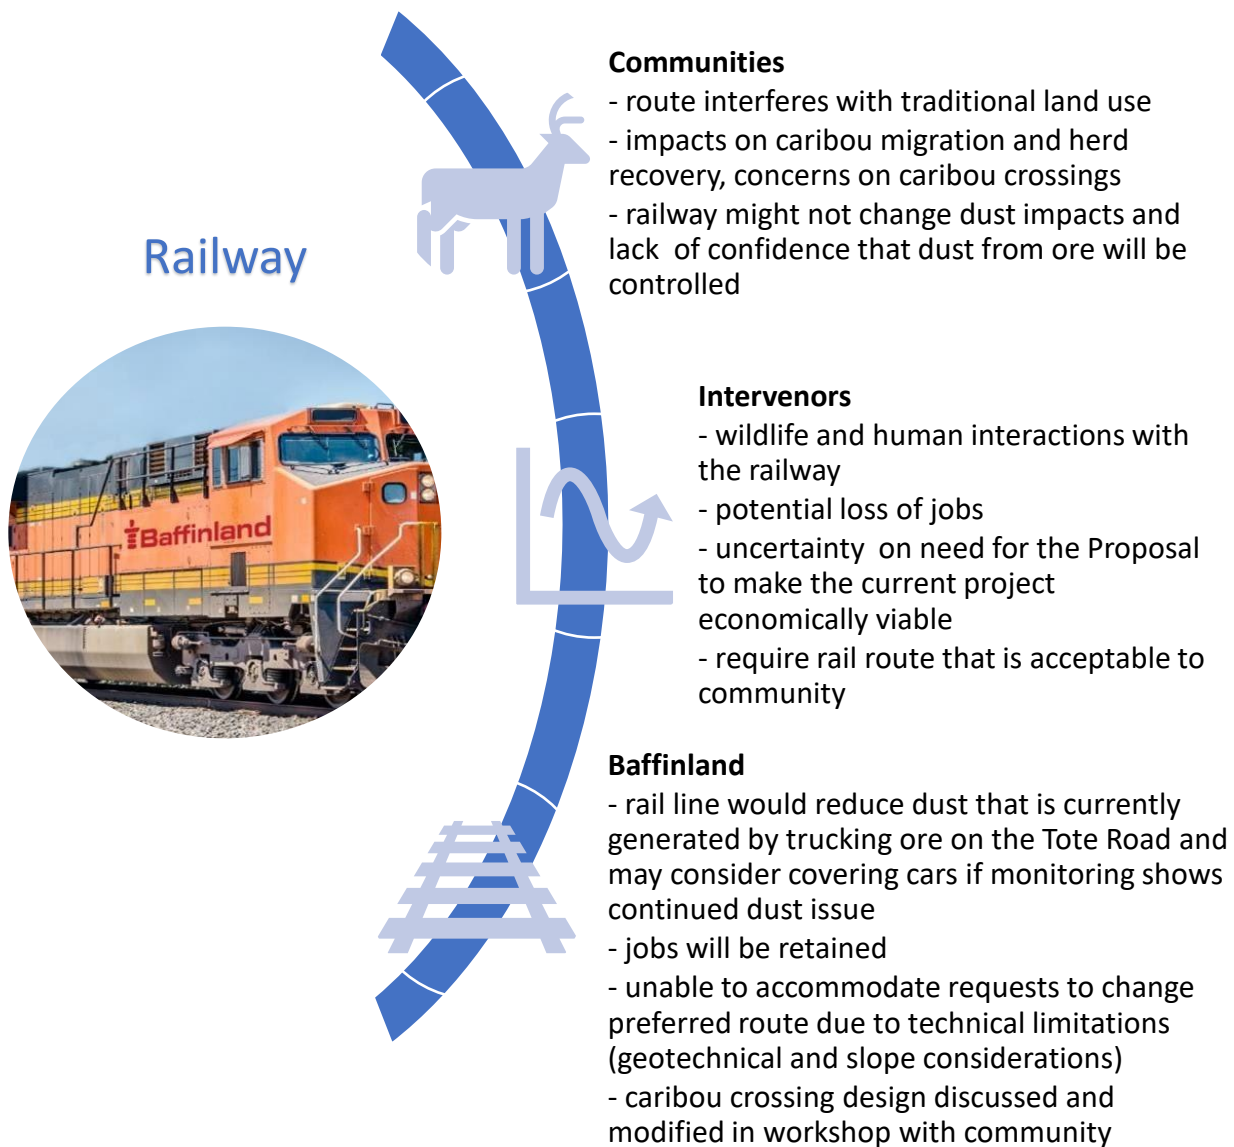 Railway
Baffinland
Communities
- route interferes with traditional land use
- impacts on caribou migration and herd
recovery, concerns on caribou crossings
- railway might not change dust impacts and
lack  of confidence that dust from ore will be
controlled
Intervenors
- wildlife and human interactions with
the railway
- potential loss of jobs
- uncertainty  on need for the Proposal
to make the current project
economically viable
- require rail route that is acceptable to
community
Baffinland
- rail line would reduce dust that is currently
generated by trucking ore on the Tote Road and
may consider covering cars if monitoring shows
continued dust issue
- jobs will be retained
- unable to accommodate requests to change
preferred route due to technical limitations
(geotechnical and slope considerations)
- caribou crossing design discussed and
modified in workshop with community